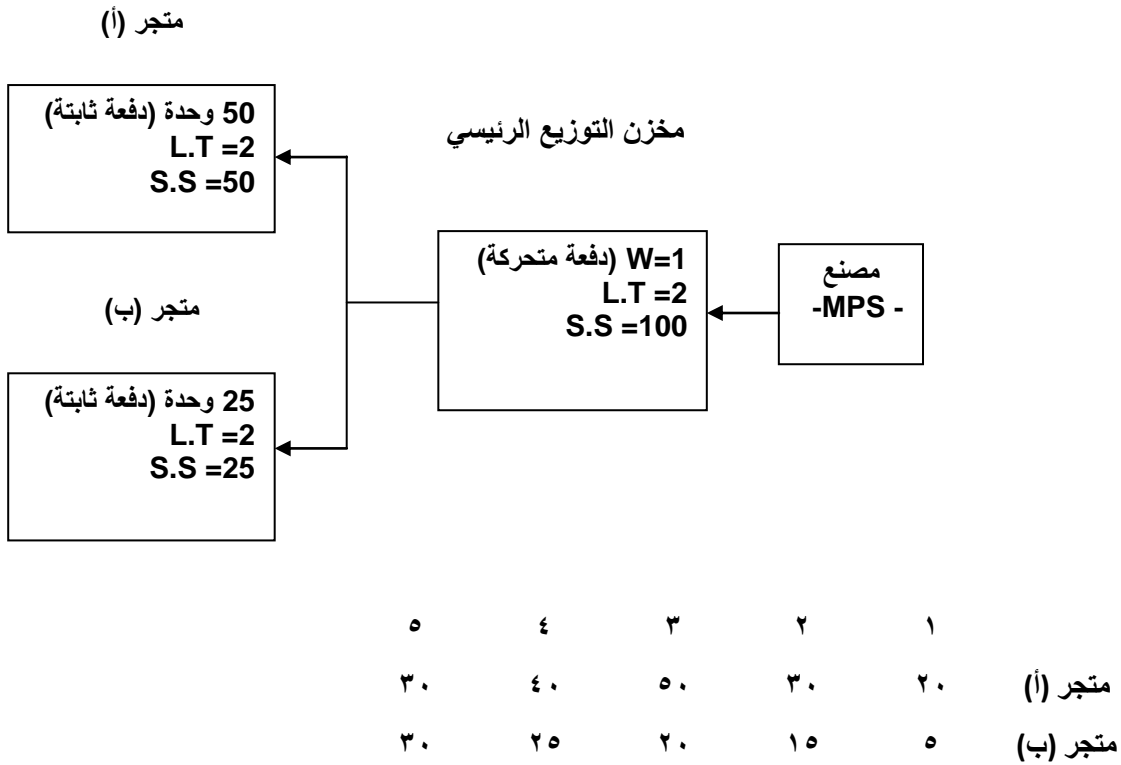 متجر (أ)
50 وحدة (دفعة ثابتة)
L.T =2
S.S =50
مخزن التوزيع الرئيسي
W=1 (دفعة متحركة)
L.T =2
S.S =100
مصنع
-MPS -
متجر (ب)
25 وحدة (دفعة ثابتة)
L.T =2
S.S =25
١ ٢ ٣ ٤ ٥
متجر (أ) ٢٠ ٣٠ ٥٠ ٤٠ ٣٠
متجر (ب) ٥ ١٥ ٢٠ ٢٥ ٣٠